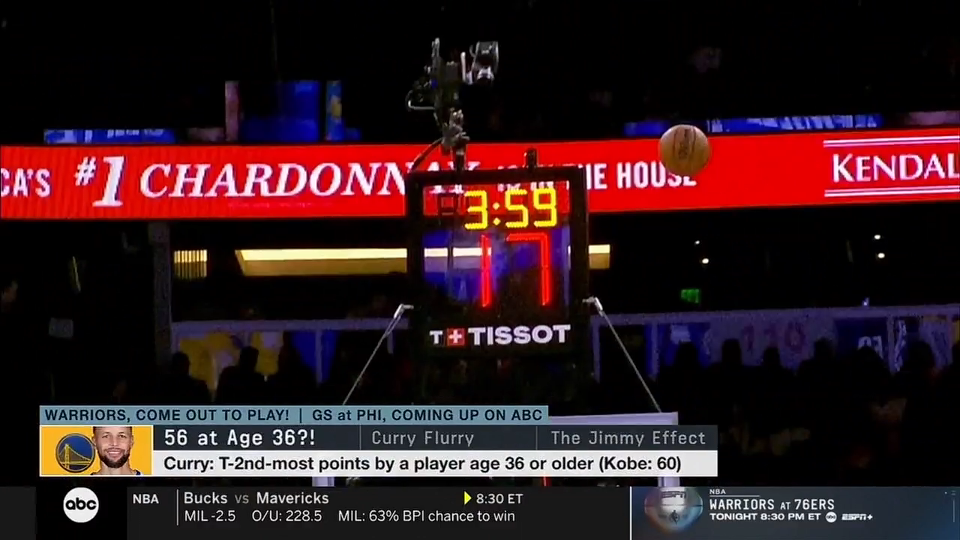 CA'S #1 CHARDONN
HE HOUSE
KENDAL
3:59
17
T+TISSOT
WARRIORS, COME OUT TO PLAY! | GS at PHI, COMING UP ON ABC
56 at Age 36?!
Curry Flurry
The Jimmy Effect
Curry: T-2nd-most points by a player age 36 or older (Kobe: 60)
abc
NBA
Bucks vs Mavericks
8:30 ET
MIL -2.5 O/U: 228.5 MIL: 63% BPI chance to win
NBA
WARRIORS AT 76ERS
TONIGHT 8:30 PM ET abc ESPN+